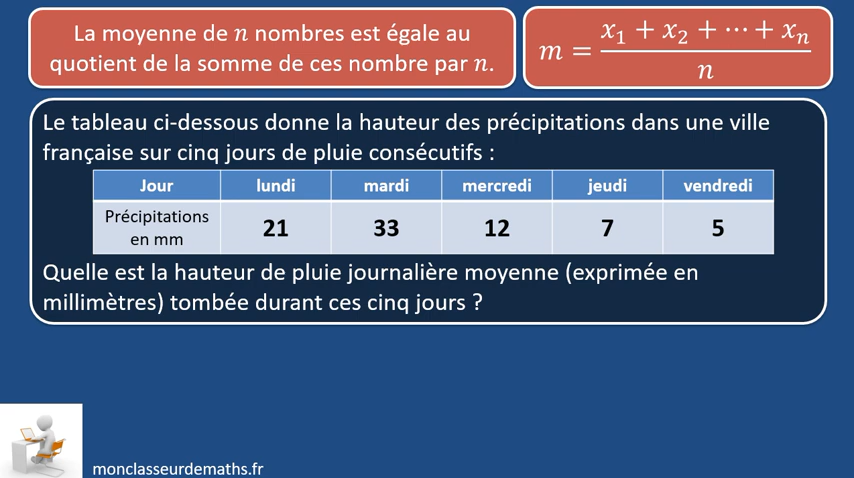 La moyenne de n nombres est égale au
quotient de la somme de ces nombre par n.
m = (x₁ + x₂ + ⋯ + xₙ) / n
Le tableau ci-dessous donne la hauteur des précipitations dans une ville
française sur cinq jours de pluie consécutifs :
Jour lundi mardi mercredi jeudi vendredi
Précipitations
en mm 21 33 12 7 5
Quelle est la hauteur de pluie journalière moyenne (exprimée en
millimètres) tombée durant ces cinq jours ?
monclasseurdemaths.fr